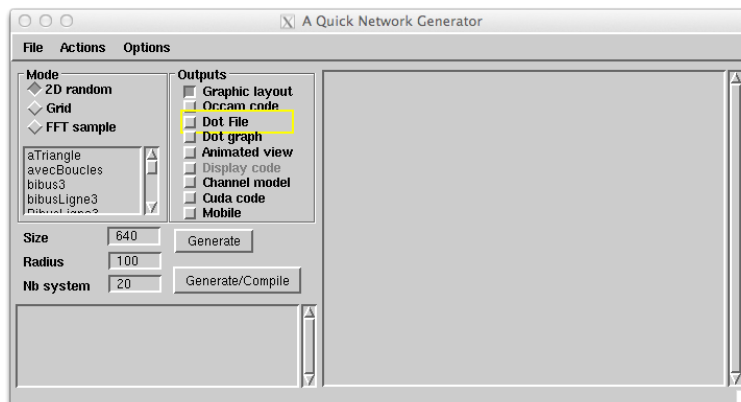 A Quick Network Generator
File Actions Options
Mode
2D random
Grid
FFT sample
aTriangle
avecBoucles
bibus3
bibusLigne3
Outputs
Graphic layout
Occam code
Dot File
Dot graph
Animated view
Display code
Channel model
Cuda code
Mobile
Size 640
Radius 100
Nb system 20
Generate
Generate/Compile